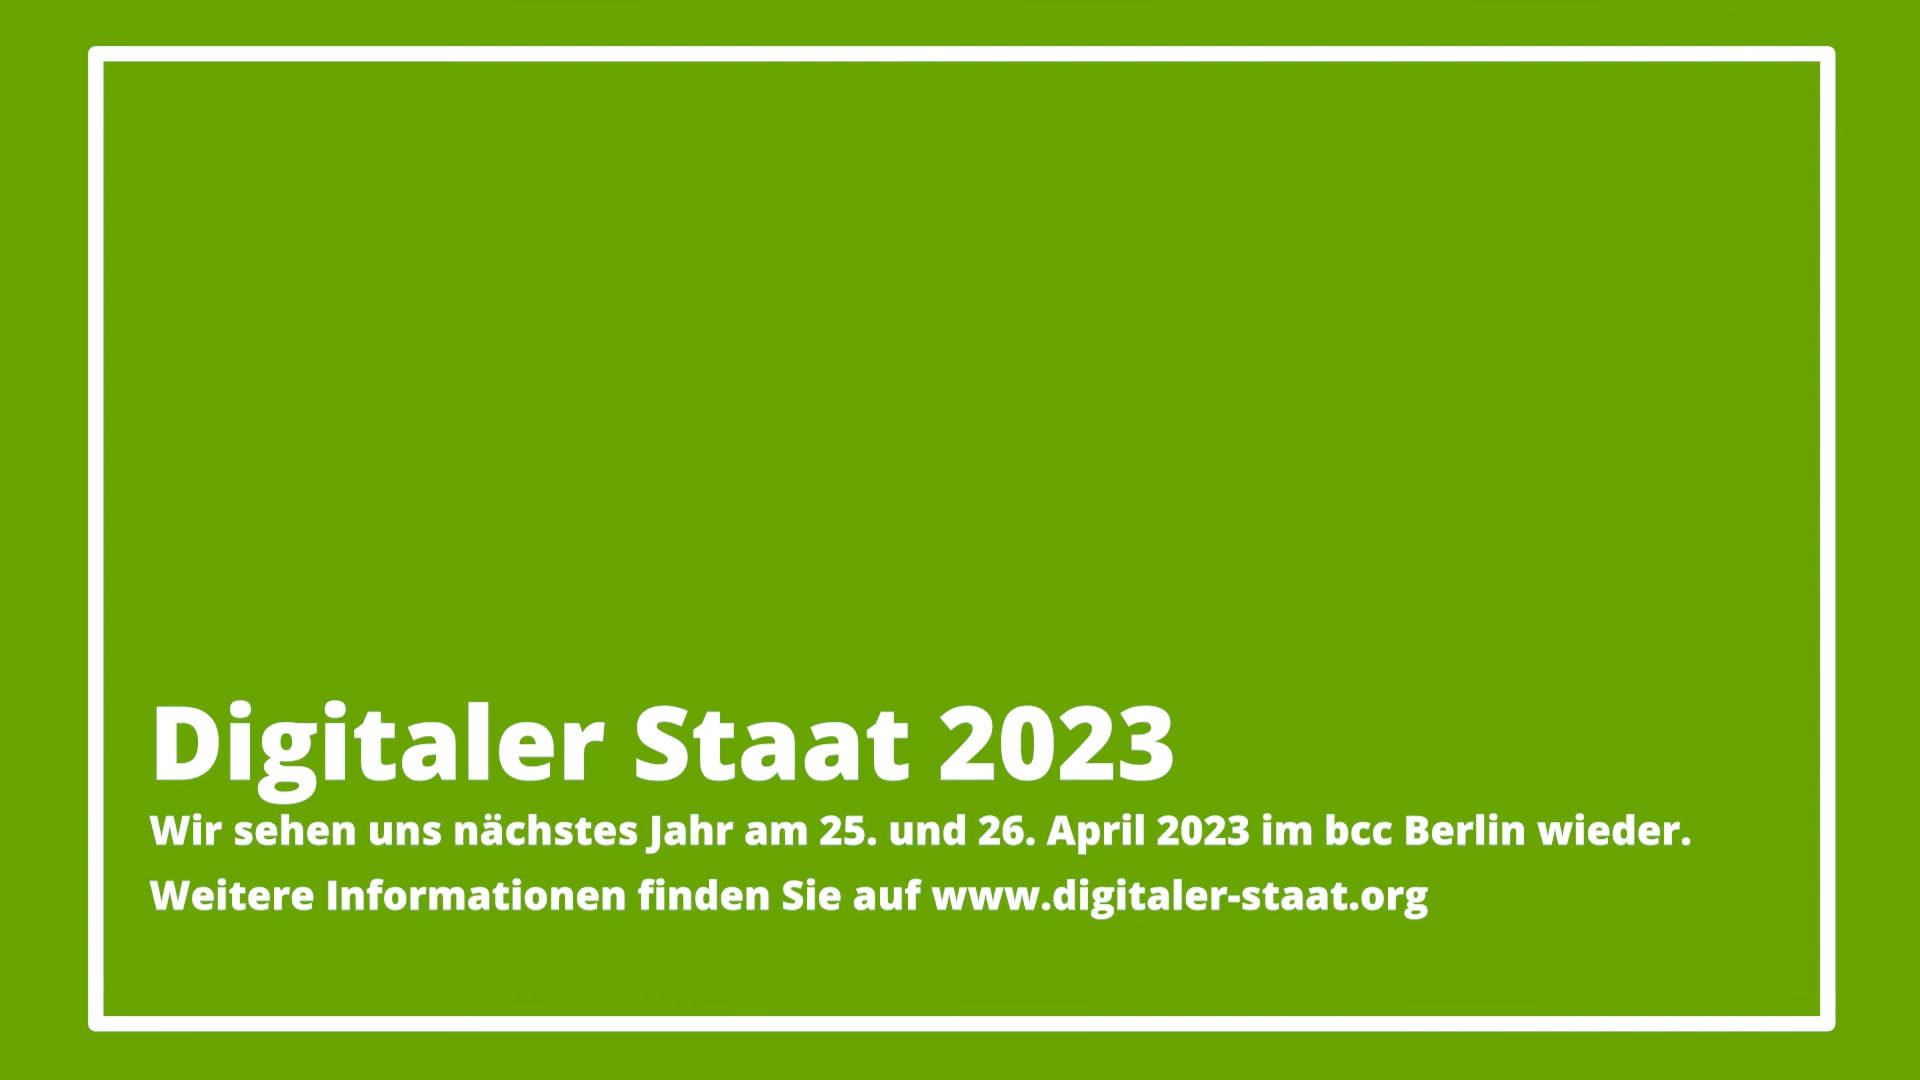 Digitaler Staat 2023
Wir sehen uns nächstes Jahr am 25. und 26. April 2023 im bcc Berlin wieder.
Weitere Informationen finden Sie auf www.digitaler-staat.org